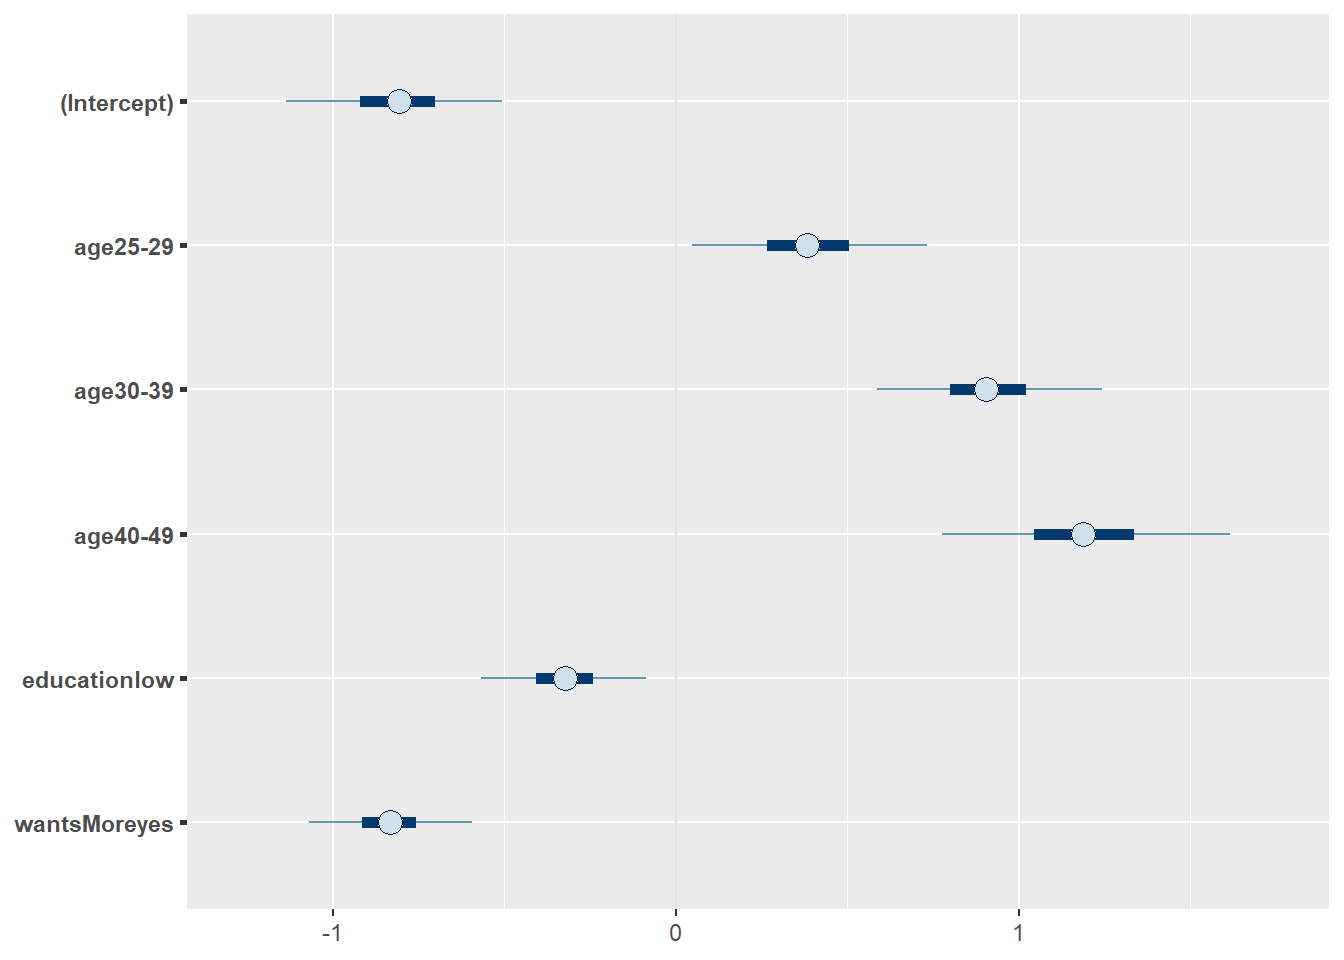 (Intercept)
age25-29
age30-39
age40-49
educationlow
wantsMoreyes
-1 0 1